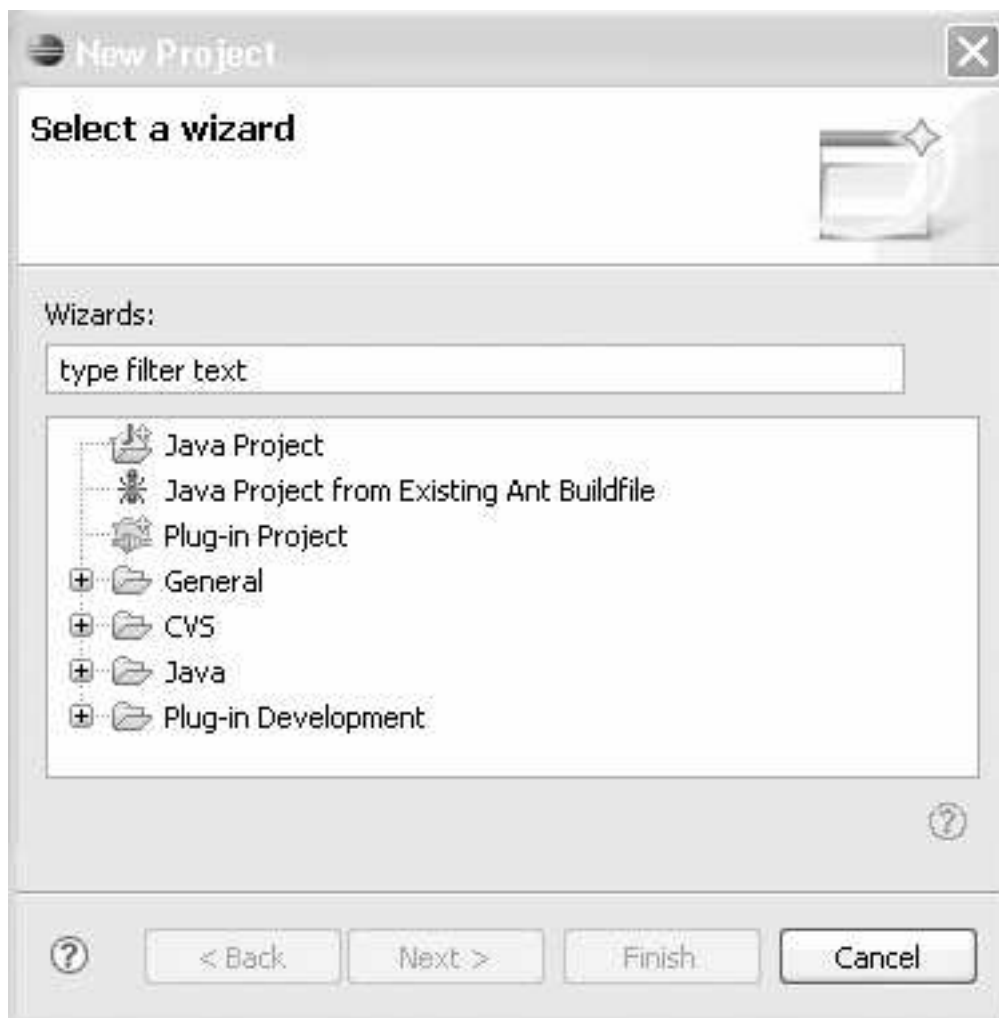 New Project
Select a wizard
Wizards:
type filter text
Java Project
Java Project from Existing Ant Buildfile
Plug-in Project
General
CVS
Java
Plug-in Development
< Back Next > Finish Cancel